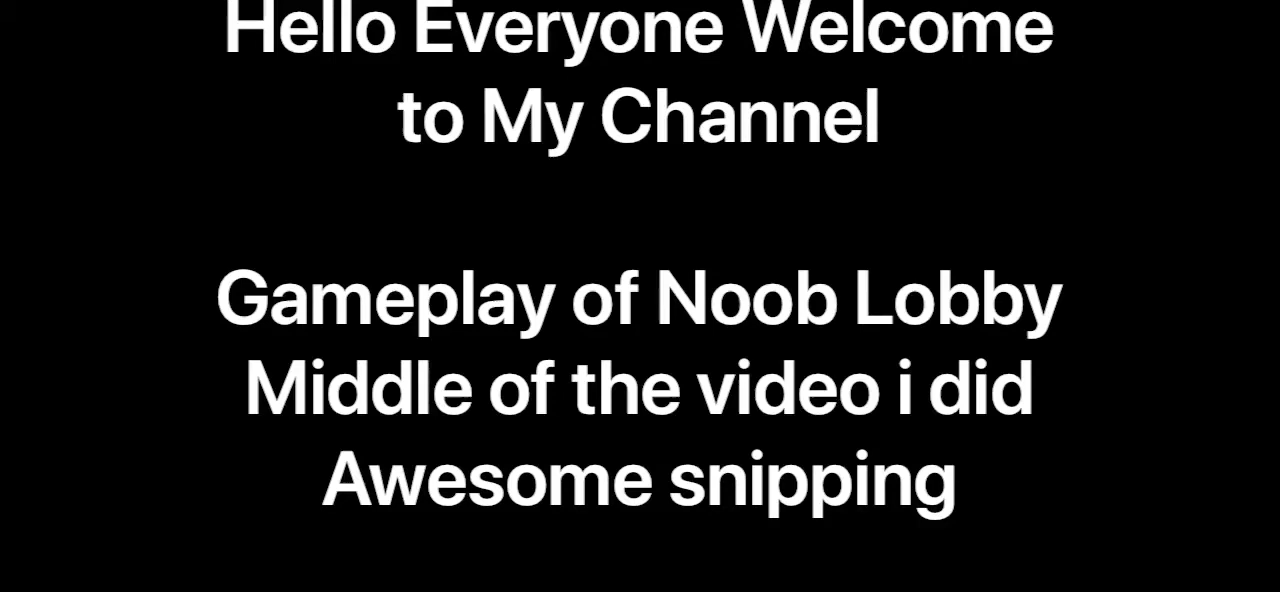 Hello Everyone Welcome
to My Channel
Gameplay of Noob Lobby
Middle of the video i did
Awesome snipping